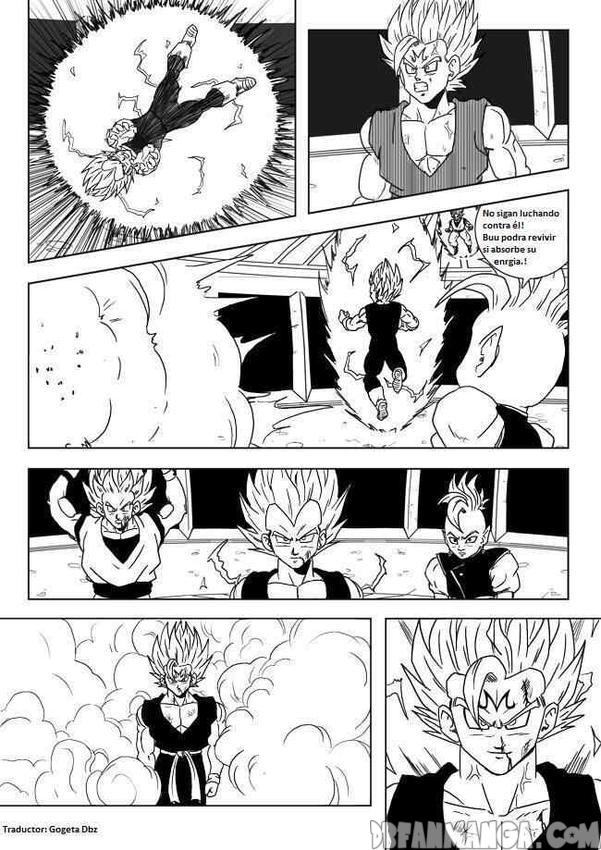 No sigan luchando
contra él!
Buu podra revivir
si absorbe su
enrgia.!
Traductor: Gogeta Dbz
DBFANMANGA.COM